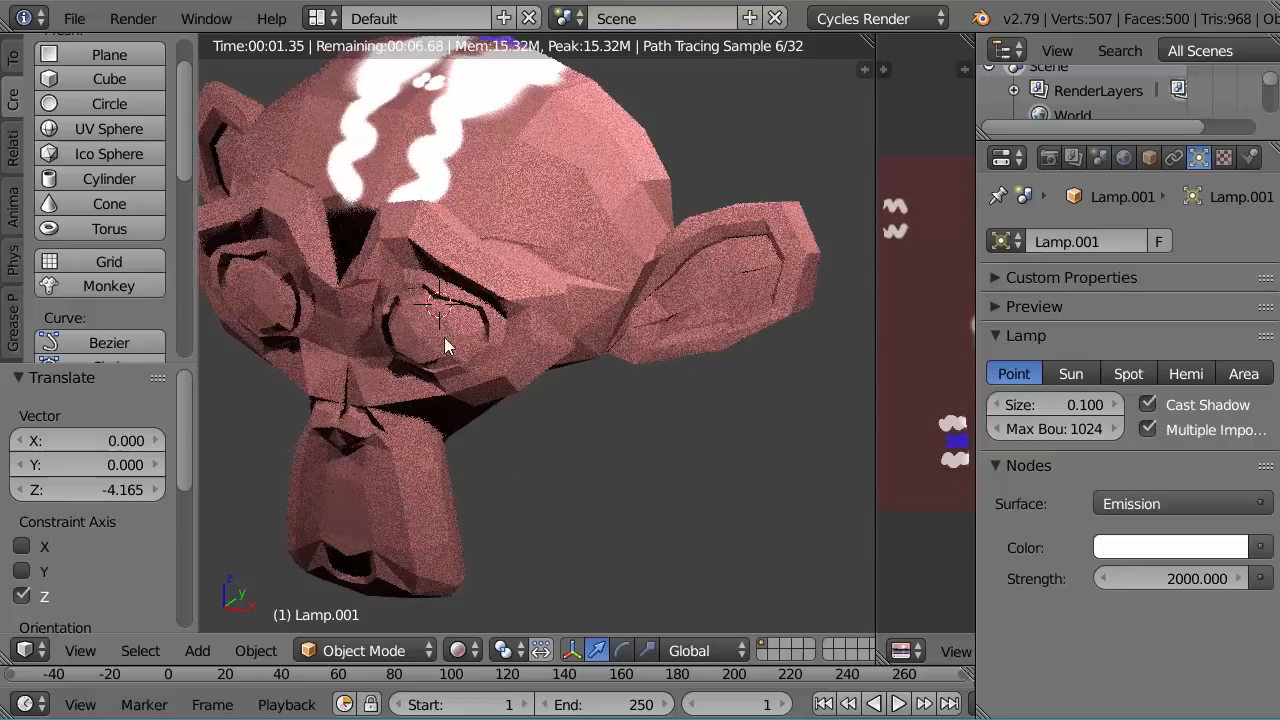 File Render Window Help Default Scene Cycles Render v2.79 | Verts:507 | Faces:500 | Tris:968 |
Time:00:01.35 | Remaining:00:06.68 | Mem:15.32M, Peak:15.32M | Path Tracing Sample 6/32
View Search All Scenes
Scene
RenderLayers
World
To
Cre
Relati
Anima
Phys
Grease P
Plane
Cube
Circle
UV Sphere
Ico Sphere
Cylinder
Cone
Torus
Grid
Monkey
Curve:
Bezier
Translate
Vector
X: 0.000
Y: 0.000
Z: -4.165
Constraint Axis
X
Y
Z
Orientation
z
y
x
(1) Lamp.001
Lamp.001 Lamp.001
Lamp.001 F
Custom Properties
Preview
Lamp
Point Sun Spot Hemi Area
Size: 0.100 Cast Shadow
Max Bou: 1024 Multiple Impo...
Nodes
Surface: Emission
Color:
Strength: 2000.000
View Select Add Object Object Mode Global View
-40 -20 0 20 40 60 80 100 120 140 160 180 200 220 240 260
View Marker Frame Playback Start: 1 End: 250 1